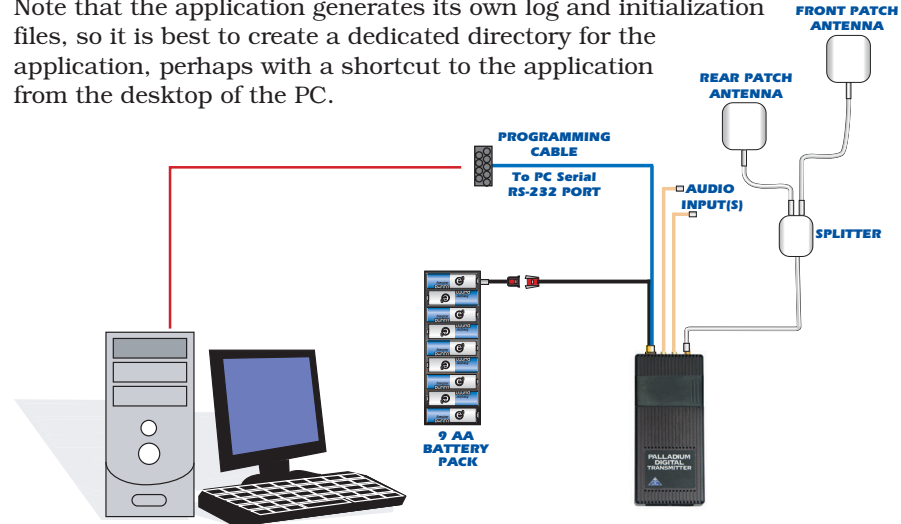 Note that the application generates its own log and initialization
files, so it is best to create a dedicated directory for the
application, perhaps with a shortcut to the application
from the desktop of the PC.
FRONT PATCH
ANTENNA
REAR PATCH
ANTENNA
PROGRAMMING
CABLE
To PC Serial
RS-232 PORT
AUDIO
INPUT(S)
SPLITTER
9 AA
BATTERY
PACK
PALLADIUM
DIGITAL
TRANSMITTER